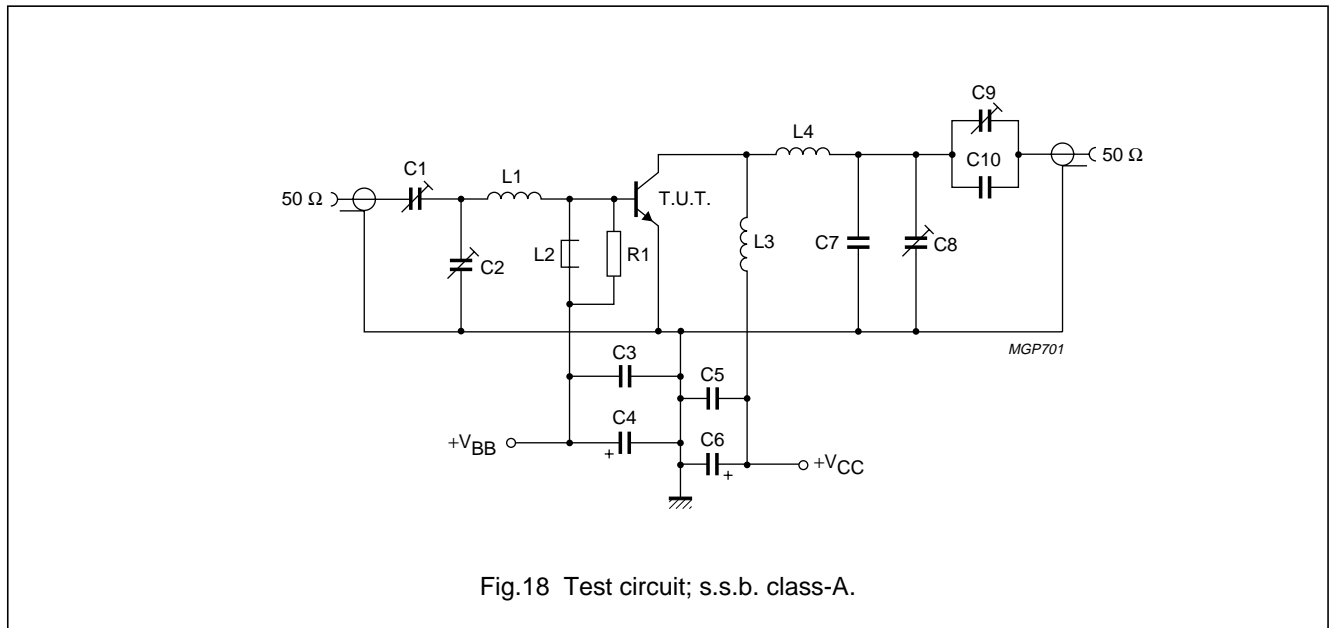 C9
L4
C1
L1
C10
50 Ω
50 Ω
T.U.T.
L2
R1
L3
C7
C8
C2
MGP701
C3
C5
C4
C6
+VBB
+
+
+VCC
Fig.18 Test circuit; s.s.b. class-A.